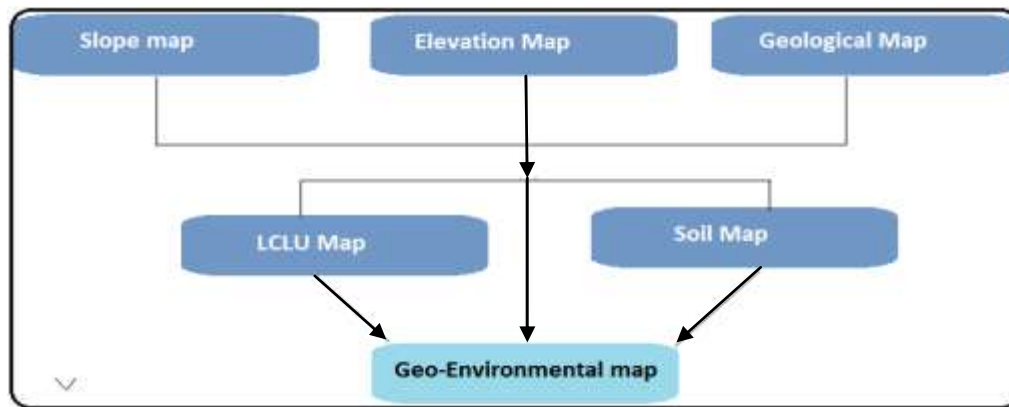 Slope map
Elevation Map
Geological Map
LCLU Map
Soil Map
Geo-Environmental map